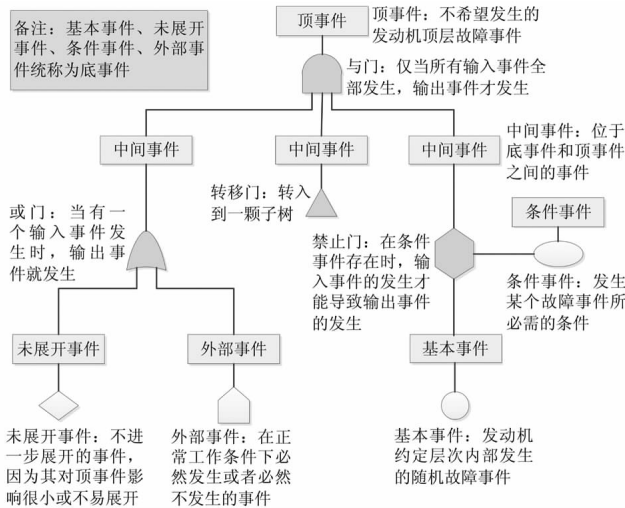 备注：基本事件、未展开
事件、条件事件、外部事
件统称为底事件
顶事件
顶事件：不希望发生的
发动机顶层故障事件
与门：仅当所有输入事件全
部发生，输出事件才发生
中间事件
中间事件
中间事件
中间事件：位于
底事件和顶事件
之间的事件
转移门：转入
到一颗子树
或门：当有一
个输入事件发
生时，输出事
件就发生
禁止门：在条件
事件存在时，输
入事件的发生才
能导致输出事件
的发生
条件事件
条件事件：发生
某个故障事件所
必需的条件
未展开事件
外部事件
基本事件
未展开事件：不进
一步展开的事件，
因为其对顶事件影
响很小或不易展开
外部事件：在正
常工作条件下必
然发生或者必然
不发生的事件
基本事件：发动机
约定层次内部发生
的随机故障事件